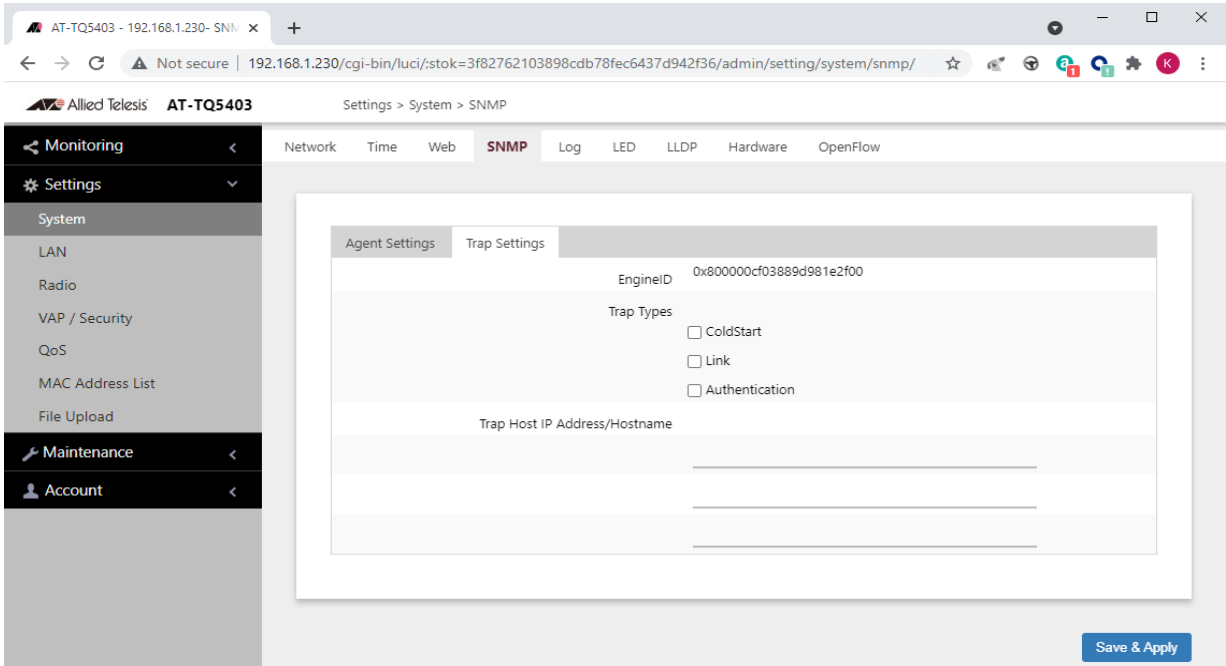 AT-TQ5403 - 192.168.1.230- SNM
Not secure | 192.168.1.230/cgi-bin/luci/;stok=3f82762103898cdb78fec6437d942f36/admin/setting/system/snmp/
a 1
K
Allied Telesis AT-TQ5403 Settings > System > SNMP
Monitoring
Network Time Web SNMP Log LED LLDP Hardware OpenFlow
Settings
System
LAN
Radio
VAP / Security
QoS
MAC Address List
File Upload
Maintenance
Account
Agent Settings Trap Settings
EngineID 0x800000cf03889d981e2f00
Trap Types
ColdStart
Link
Authentication
Trap Host IP Address/Hostname
Save & Apply